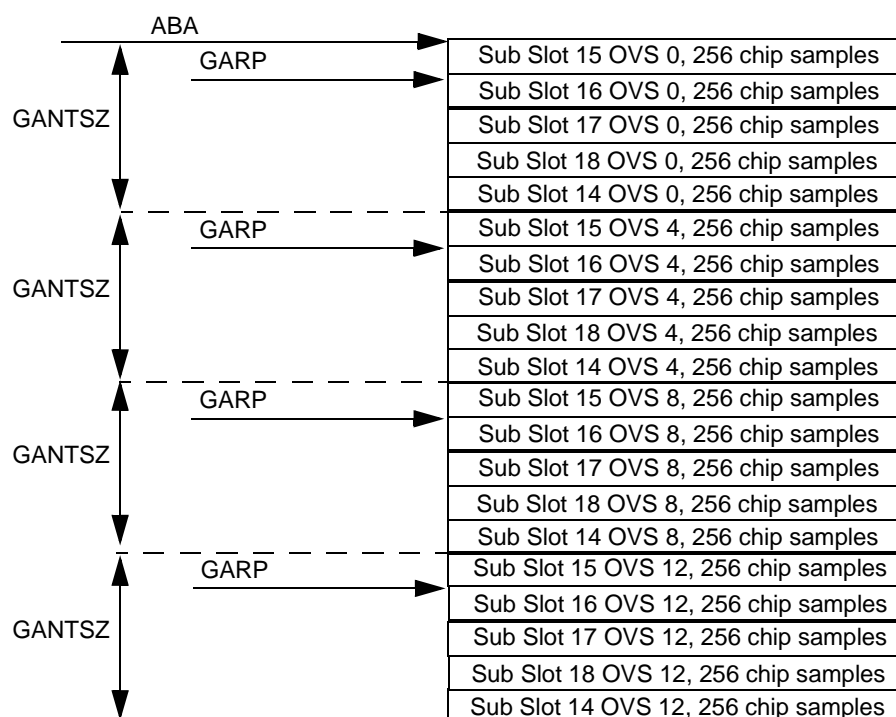 ABA
Sub Slot 15 OVS 0, 256 chip samples
GARP
Sub Slot 16 OVS 0, 256 chip samples
GANTSZ
Sub Slot 17 OVS 0, 256 chip samples
Sub Slot 18 OVS 0, 256 chip samples
Sub Slot 14 OVS 0, 256 chip samples
GARP
Sub Slot 15 OVS 4, 256 chip samples
Sub Slot 16 OVS 4, 256 chip samples
GANTSZ
Sub Slot 17 OVS 4, 256 chip samples
Sub Slot 18 OVS 4, 256 chip samples
Sub Slot 14 OVS 4, 256 chip samples
GARP
Sub Slot 15 OVS 8, 256 chip samples
Sub Slot 16 OVS 8, 256 chip samples
GANTSZ
Sub Slot 17 OVS 8, 256 chip samples
Sub Slot 18 OVS 8, 256 chip samples
Sub Slot 14 OVS 8, 256 chip samples
GARP
Sub Slot 15 OVS 12, 256 chip samples
Sub Slot 16 OVS 12, 256 chip samples
GANTSZ
Sub Slot 17 OVS 12, 256 chip samples
Sub Slot 18 OVS 12, 256 chip samples
Sub Slot 14 OVS 12, 256 chip samples